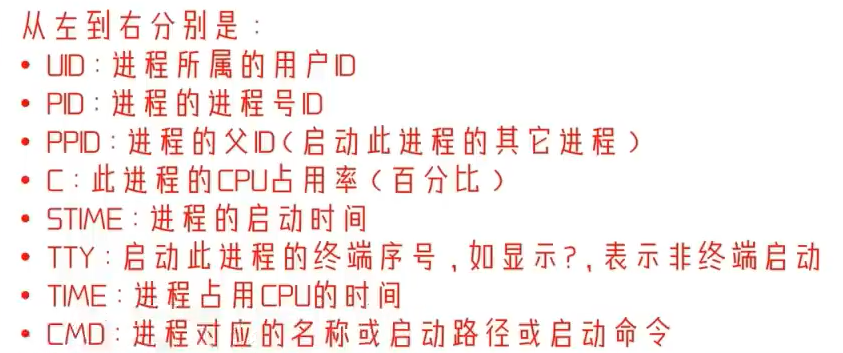 从左到右分别是：
• UID：进程所属的用户ID
• PID：进程的进程号ID
• PPID：进程的父ID（启动此进程的其它进程）
• C：此进程的CPU占用率（百分比）
• STIME：进程的启动时间
• TTY：启动此进程的终端序号，如显示?，表示非终端启动
• TIME：进程占用CPU的时间
• CMD：进程对应的名称或启动路径或启动命令